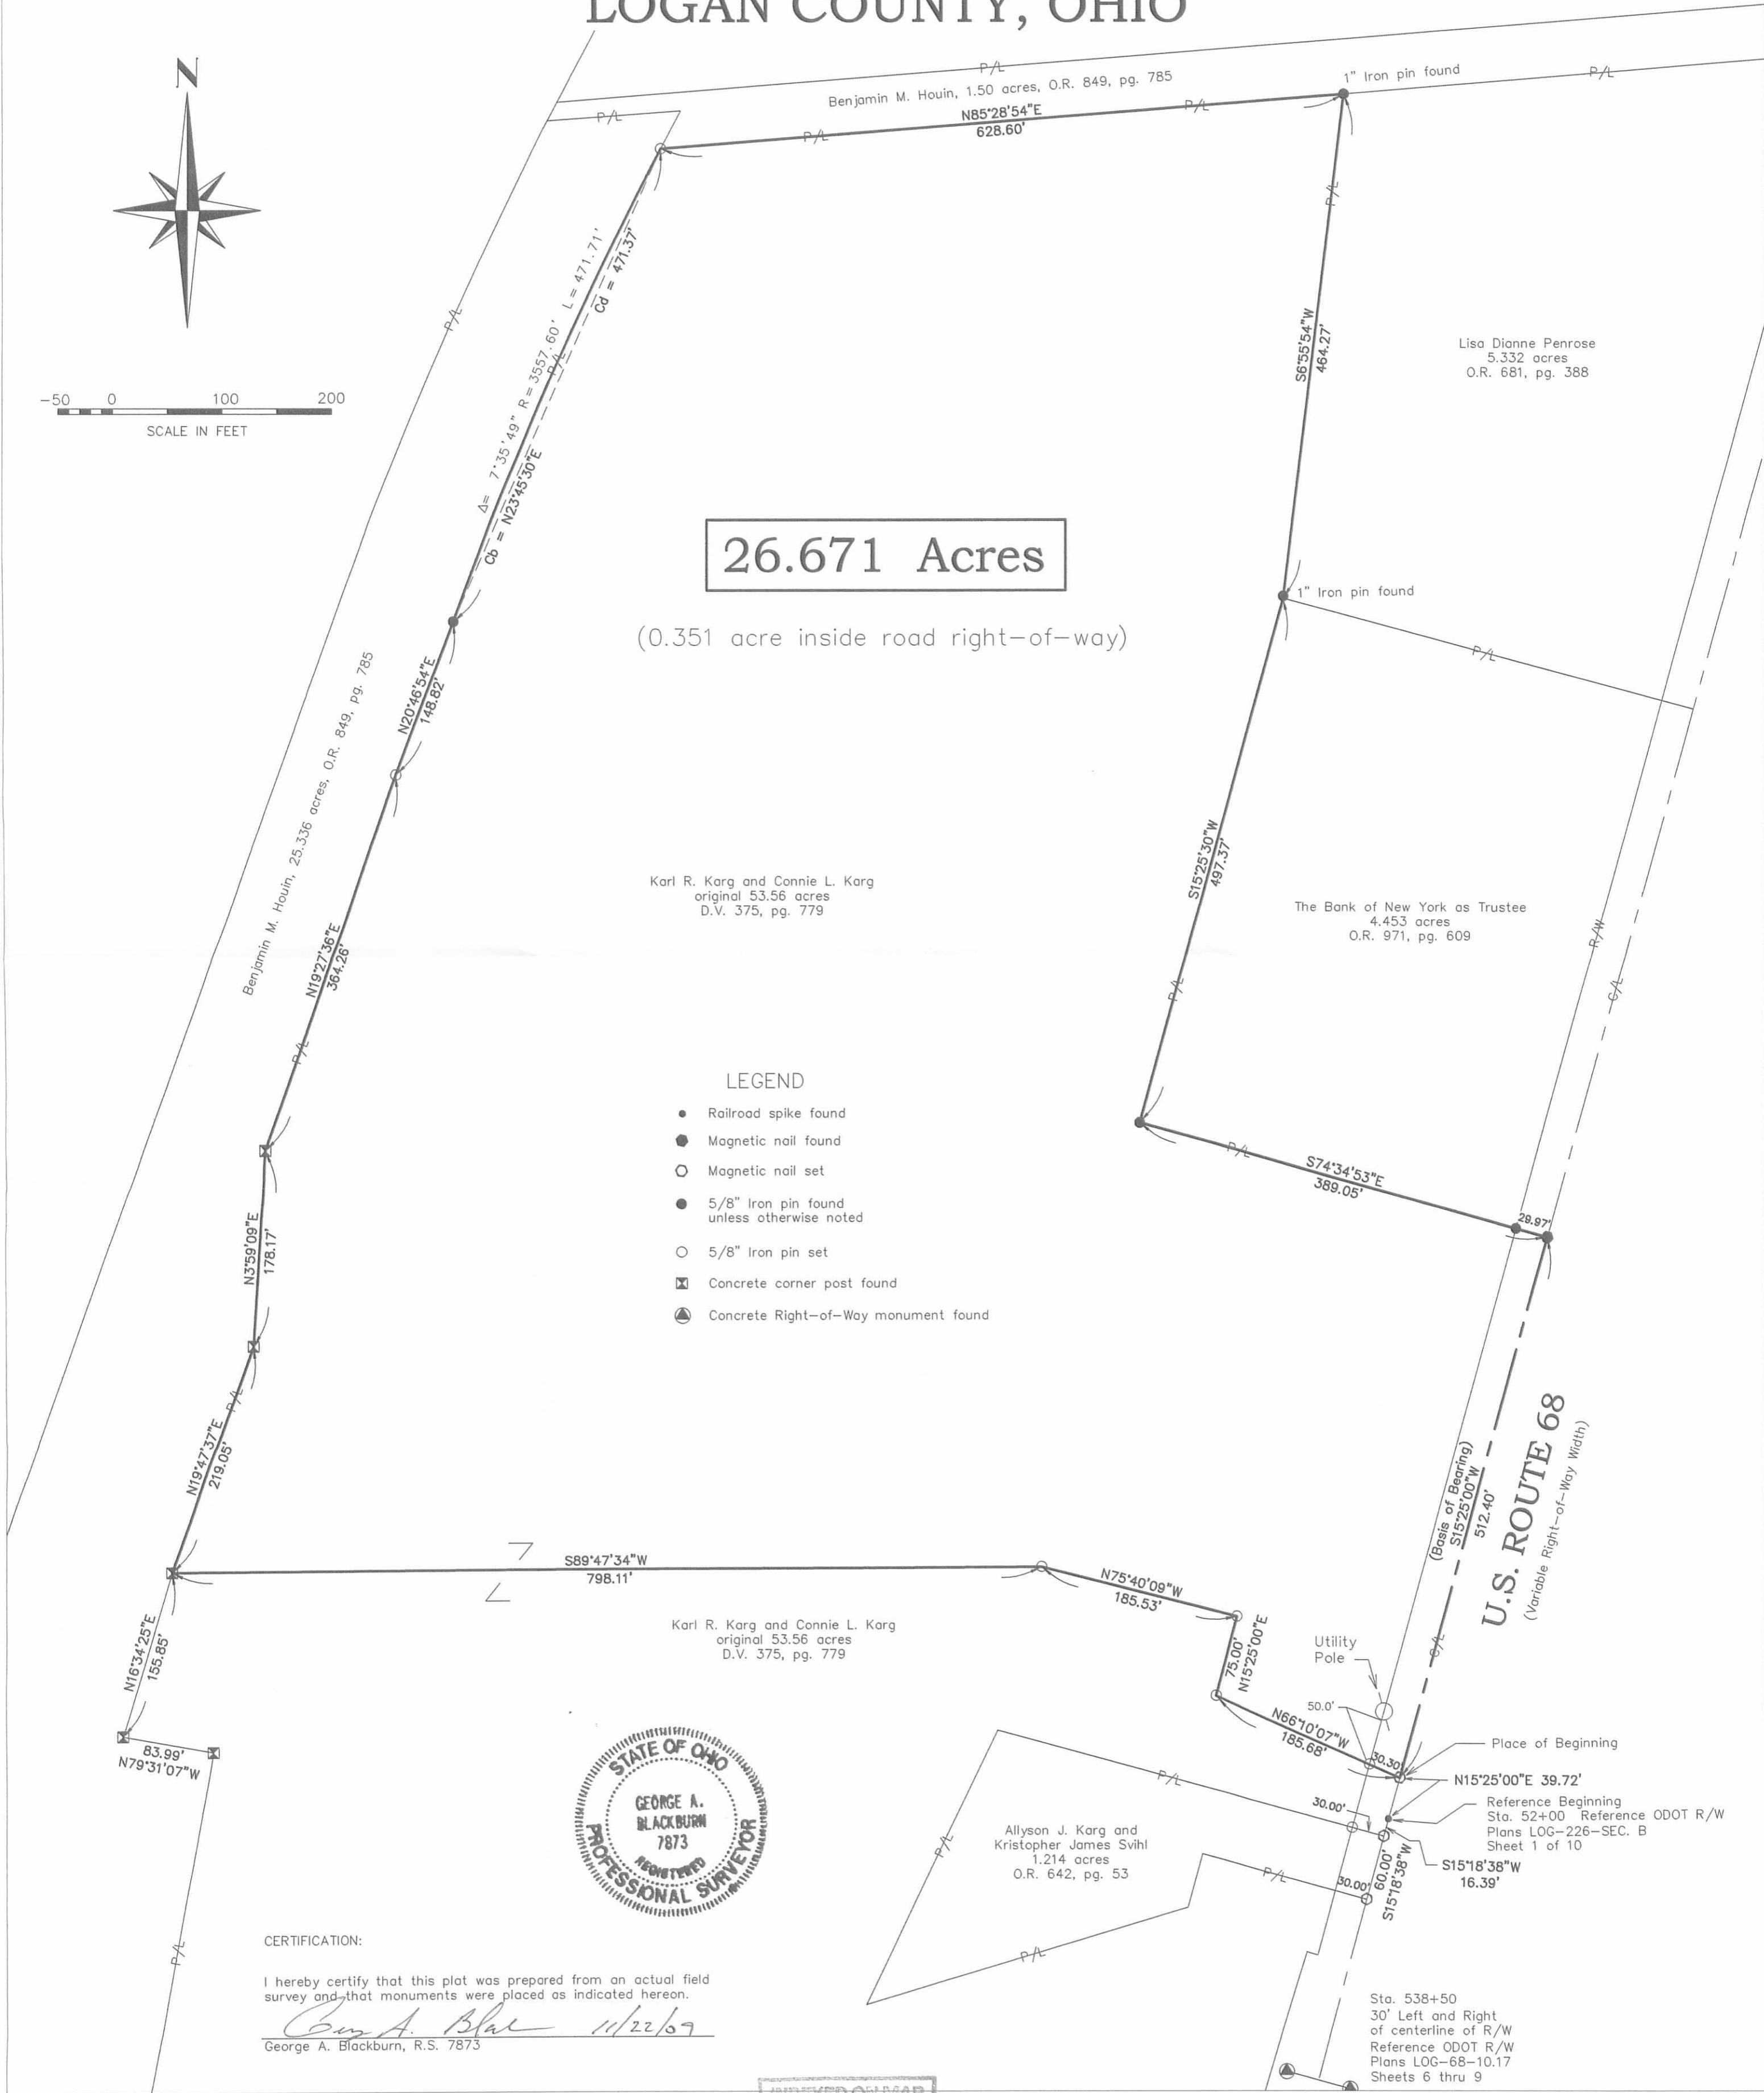 LOGAN COUNTY, OHIO
N
P/L
Benjamin M. Houin, 1.50 acres, O.R. 849, pg. 785
1" Iron pin found
P/L
P/L
P/L
P/L
N85°28'54"E
628.60'
-50 0 100 200
SCALE IN FEET
P/L
Δ= 7°35'49" R = 3557.60' L = 471.71'
P/L
Cb = N23°45'30"E
Cd = 471.37'
P/L
S6°55'54"W
464.27'
Lisa Dianne Penrose
5.332 acres
O.R. 681, pg. 388
26.671 Acres
(0.351 acre inside road right-of-way)
1" Iron pin found
P/L
N20°46'54"E
148.82'
Benjamin M. Houin, 25.336 acres, O.R. 849, pg. 785
Karl R. Karg and Connie L. Karg
original 53.56 acres
D.V. 375, pg. 779
S15°25'30"W
497.37'
P/L
The Bank of New York as Trustee
4.453 acres
O.R. 971, pg. 609
R/W
C/L
N19°27'36"E
364.26'
P/L
LEGEND
Railroad spike found
Magnetic nail found
Magnetic nail set
5/8" Iron pin found
unless otherwise noted
5/8" Iron pin set
Concrete corner post found
Concrete Right-of-Way monument found
P/L
S74°34'53"E
389.05'
29.97'
N3°59'09"E
178.17'
P/L
N19°47'37"E
219.05'
(Basis of Bearing)
S15°25'00"W
512.40'
U.S. ROUTE 68
(Variable Right-of-Way Width)
C/L
S89°47'34"W
798.11'
N75°40'09"W
185.53'
75.00'
N15°25'00"E
Karl R. Karg and Connie L. Karg
original 53.56 acres
D.V. 375, pg. 779
N16°34'25"E
155.85'
83.99'
N79°31'07"W
P/L
Utility
Pole
50.0'
N66°10'07"W
185.68'
30.30'
Place of Beginning
N15°25'00"E 39.72'
Reference Beginning
Sta. 52+00 Reference ODOT R/W
Plans LOG-226-SEC. B
Sheet 1 of 10
S15°18'38"W
16.39'
30.00'
60.00'
S15°18'38"W
30.00'
P/L
P/L
P/L
P/L
Allyson J. Karg and
Kristopher James Svihl
1.214 acres
O.R. 642, pg. 53
STATE OF OHIO
GEORGE A.
BLACKBURN
7873
REGISTERED
PROFESSIONAL SURVEYOR
CERTIFICATION:
I hereby certify that this plat was prepared from an actual field
survey and that monuments were placed as indicated hereon.
11/22/09
George A. Blackburn, R.S. 7873
Sta. 538+50
30' Left and Right
of centerline of R/W
Reference ODOT R/W
Plans LOG-68-10.17
Sheets 6 thru 9